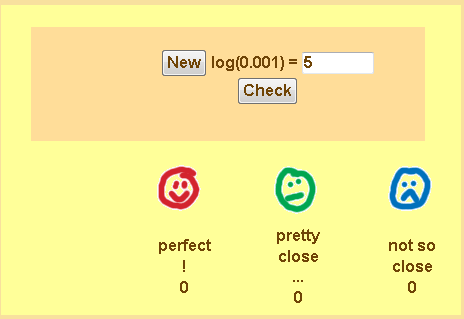 New log(0.001) = 5
Check
perfect
!
0
pretty
close
...
0
not so
close
0